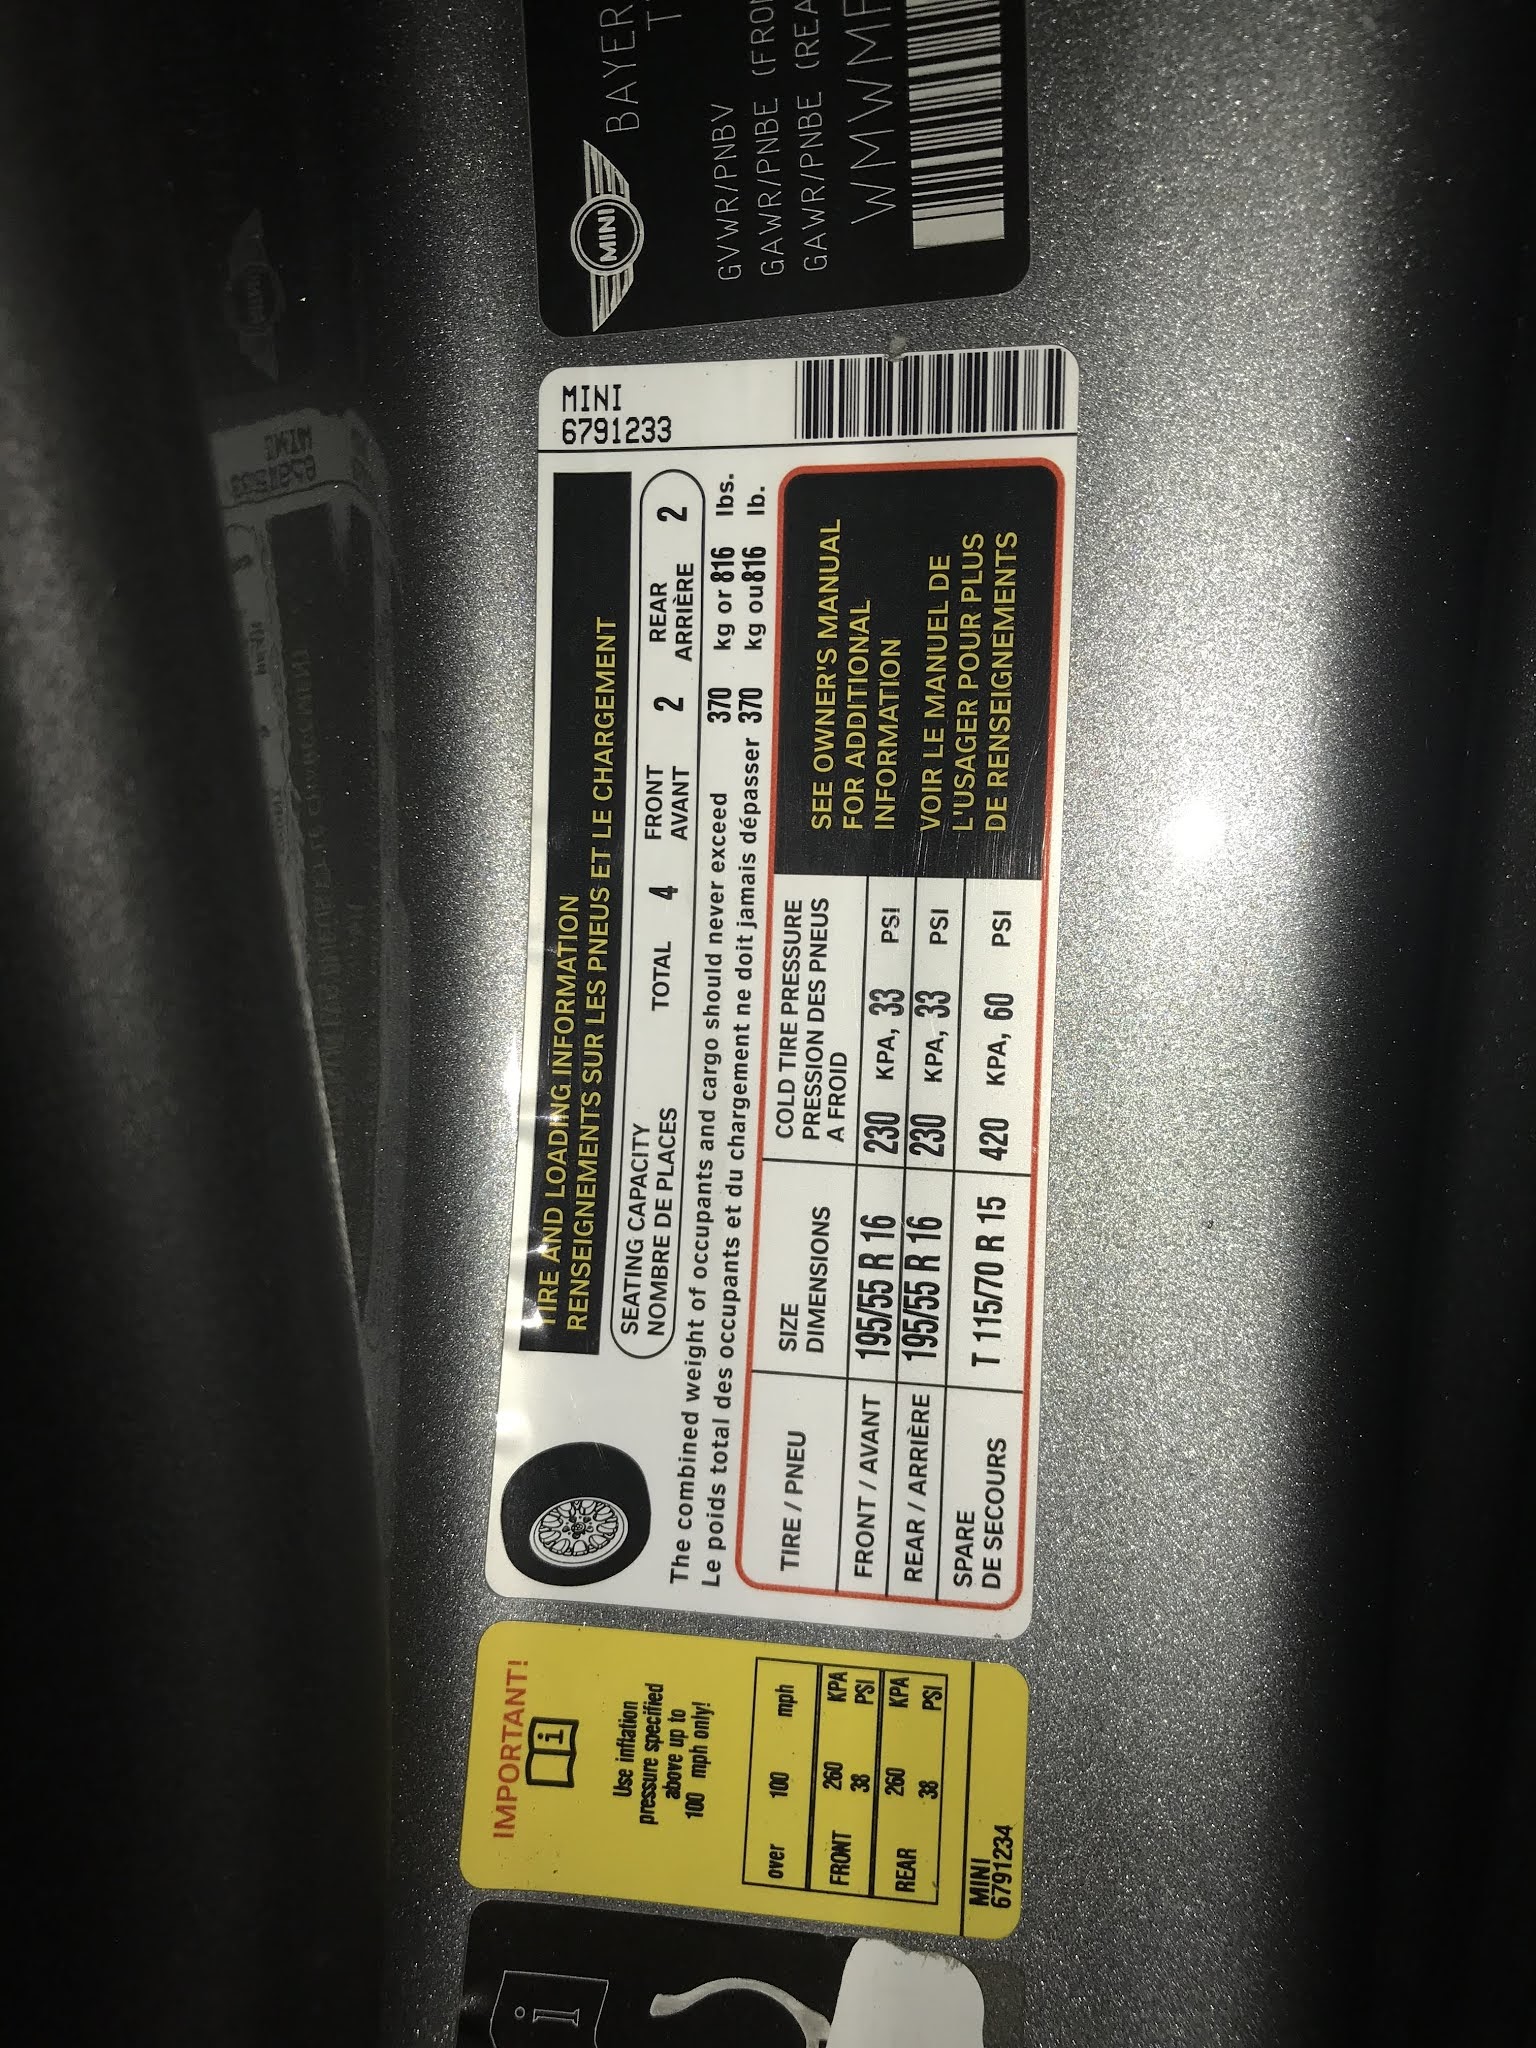 IMPORTANT!
i
Use inflation
pressure specified
above up to
100 mph only!
over 100 mph
FRONT 260 KPA
38 PSI
REAR 260 KPA
38 PSI
MINI
6791234
TIRE AND LOADING INFORMATION
RENSEIGNEMENTS SUR LES PNEUS ET LE CHARGEMENT
SEATING CAPACITY TOTAL 4 FRONT 2 REAR 2
NOMBRE DE PLACES AVANT ARRIÈRE
The combined weight of occupants and cargo should never exceed 370 kg or 816 lbs.
Le poids total des occupants et du chargement ne doit jamais dépasser 370 kg ou 816 lb.
TIRE / PNEU
SIZE
DIMENSIONS
COLD TIRE PRESSURE
PRESSION DES PNEUS
A FROID
FRONT / AVANT 195/55 R 16 230 KPA, 33 PSI
REAR / ARRIÈRE 195/55 R 16 230 KPA, 33 PSI
SPARE
DE SECOURS T 115/70 R 15 420 KPA, 60 PSI
SEE OWNER'S MANUAL
FOR ADDITIONAL
INFORMATION
VOIR LE MANUEL DE
L'USAGER POUR PLUS
DE RENSEIGNEMENTS
MINI
6791233
MINI
BAYER
GVWR/PNBV
GAWR/PNBE (FRO
GAWR/PNBE (REA
WMWMF
i